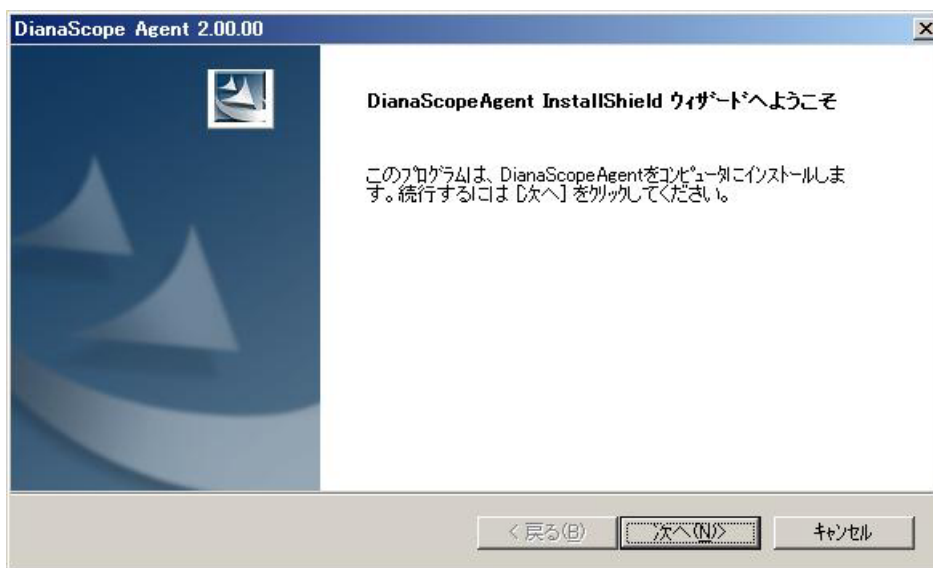 DianaScope Agent 2.00.00
DianaScopeAgent InstallShield ウィザードへようこそ
このプログラムは、DianaScopeAgentをコンピュータにインストールしま
す。続行するには [次へ] をクリックしてください。
< 戻る(B)
次へ(N)>
キャンセル